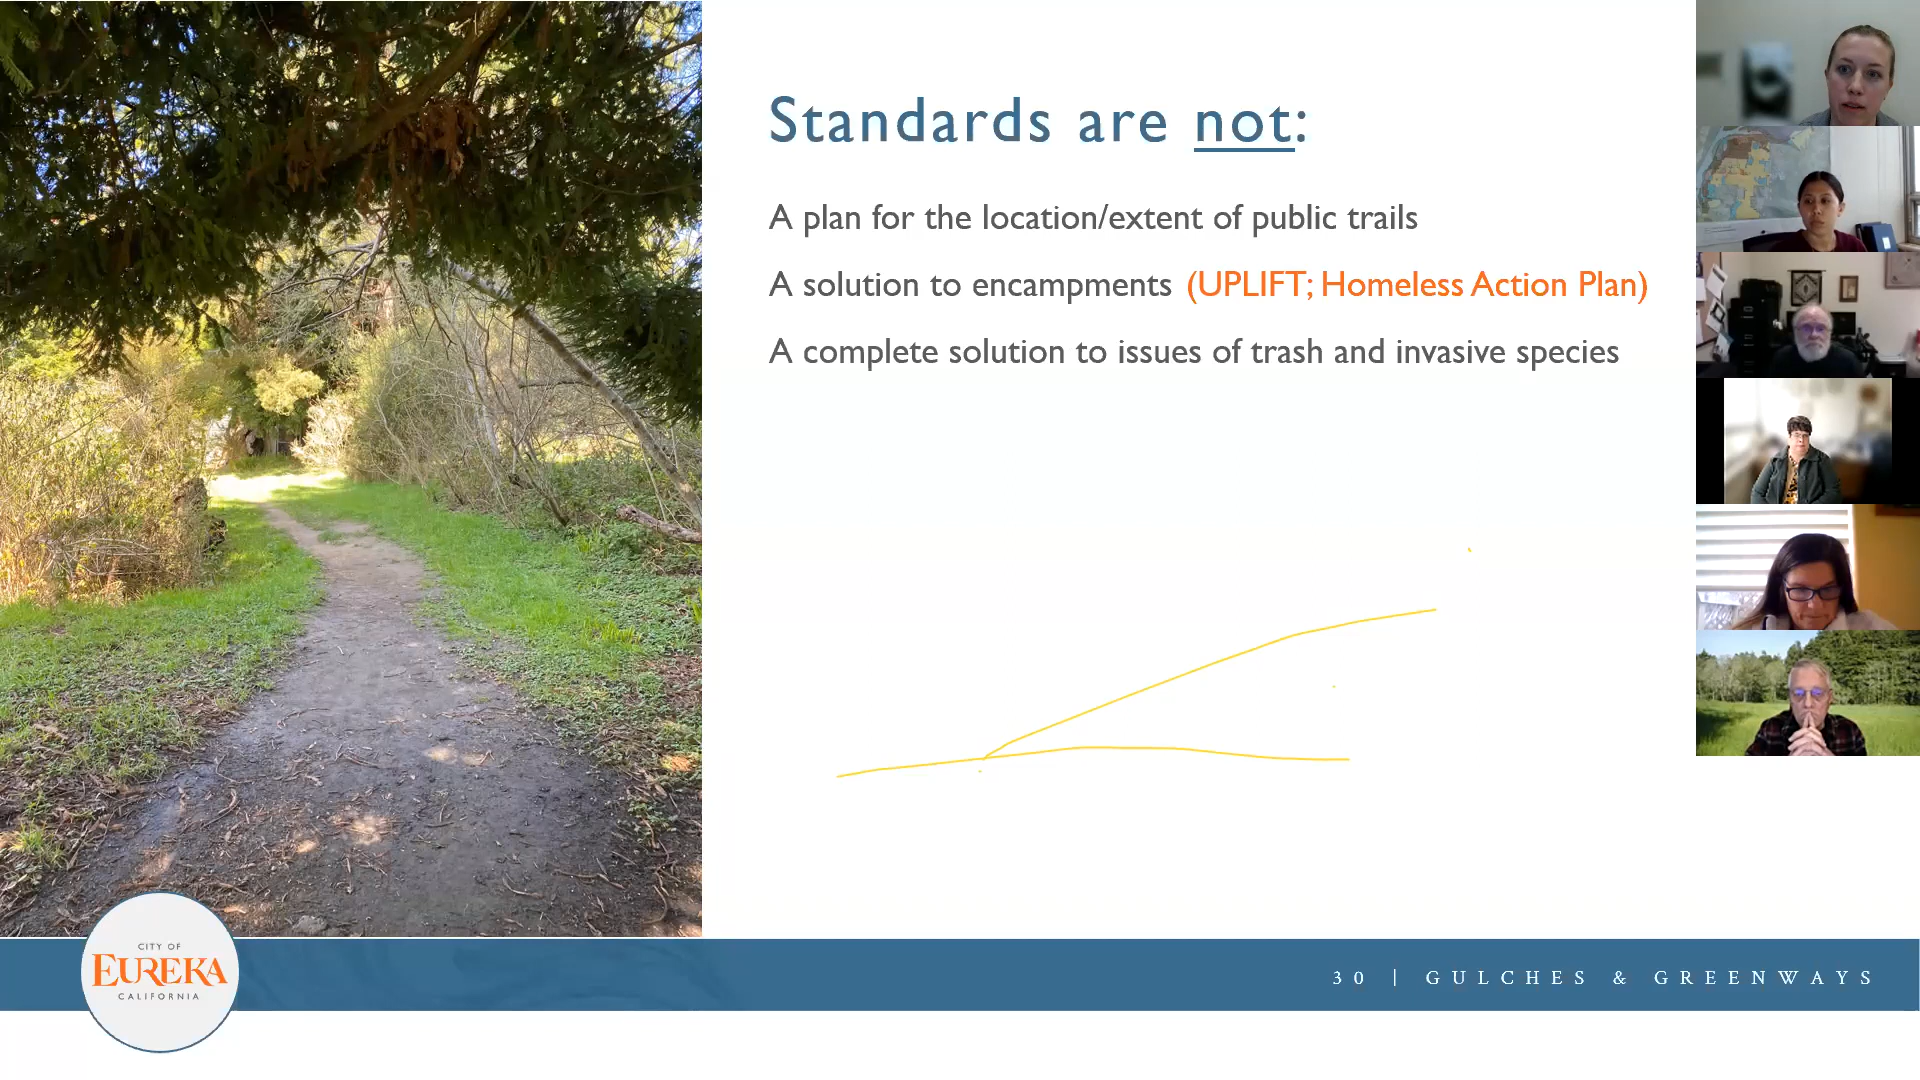 Standards are not:
A plan for the location/extent of public trails
A solution to encampments (UPLIFT; Homeless Action Plan)
A complete solution to issues of trash and invasive species
CITY OF
EUREKA
CALIFORNIA
30 | GULCHES & GREENWAYS